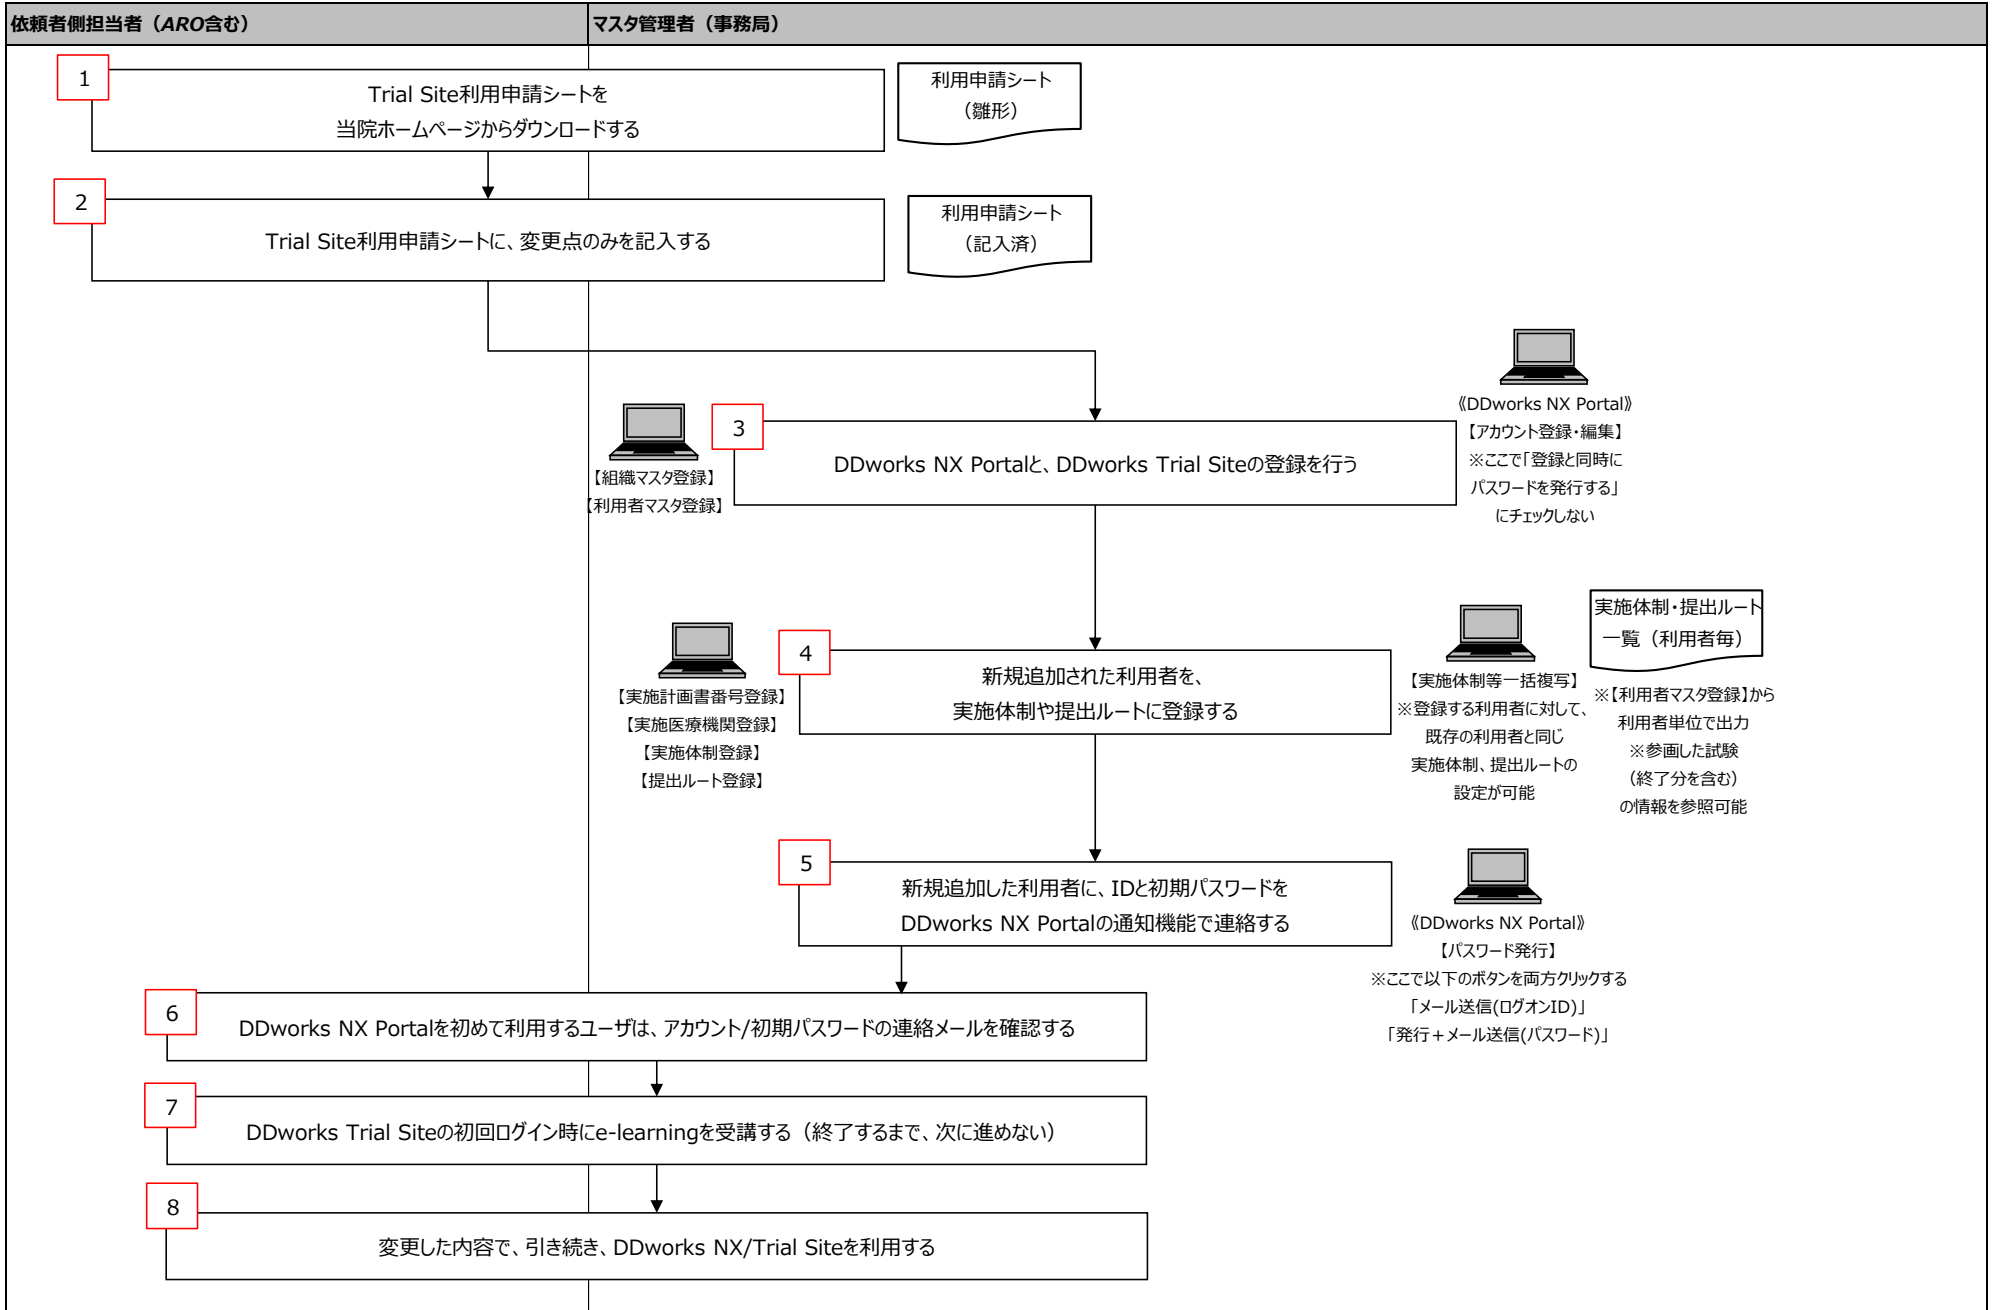 依頼者側担当者（ARO含む）
マスタ管理者（事務局）
1
Trial Site利用申請シートを
当院ホームページからダウンロードする
利用申請シート
（雛形）
2
Trial Site利用申請シートに、変更点のみを記入する
利用申請シート
（記入済）
3
DDworks NX Portalと、DDworks Trial Siteの登録を行う
【組織マスタ登録】
【利用者マスタ登録】
《DDworks NX Portal》
【アカウント登録・編集】
※ここで「登録と同時に
パスワードを発行する」
にチェックしない
4
新規追加された利用者を、
実施体制や提出ルートに登録する
【実施計画書番号登録】
【実施医療機関登録】
【実施体制登録】
【提出ルート登録】
【実施体制等一括複写】
※登録する利用者に対して、
既存の利用者と同じ
実施体制、提出ルートの
設定が可能
実施体制・提出ルート
一覧（利用者毎）
※【利用者マスタ登録】から
利用者単位で出力
※参画した試験
（終了分を含む）
の情報を参照可能
5
新規追加した利用者に、IDと初期パスワードを
DDworks NX Portalの通知機能で連絡する
《DDworks NX Portal》
【パスワード発行】
※ここで以下のボタンを両方クリックする
「メール送信(ログオンID)」
「発行＋メール送信(パスワード)」
6
DDworks NX Portalを初めて利用するユーザは、アカウント/初期パスワードの連絡メールを確認する
7
DDworks Trial Siteの初回ログイン時にe-learningを受講する（終了するまで、次に進めない）
8
変更した内容で、引き続き、DDworks NX/Trial Siteを利用する